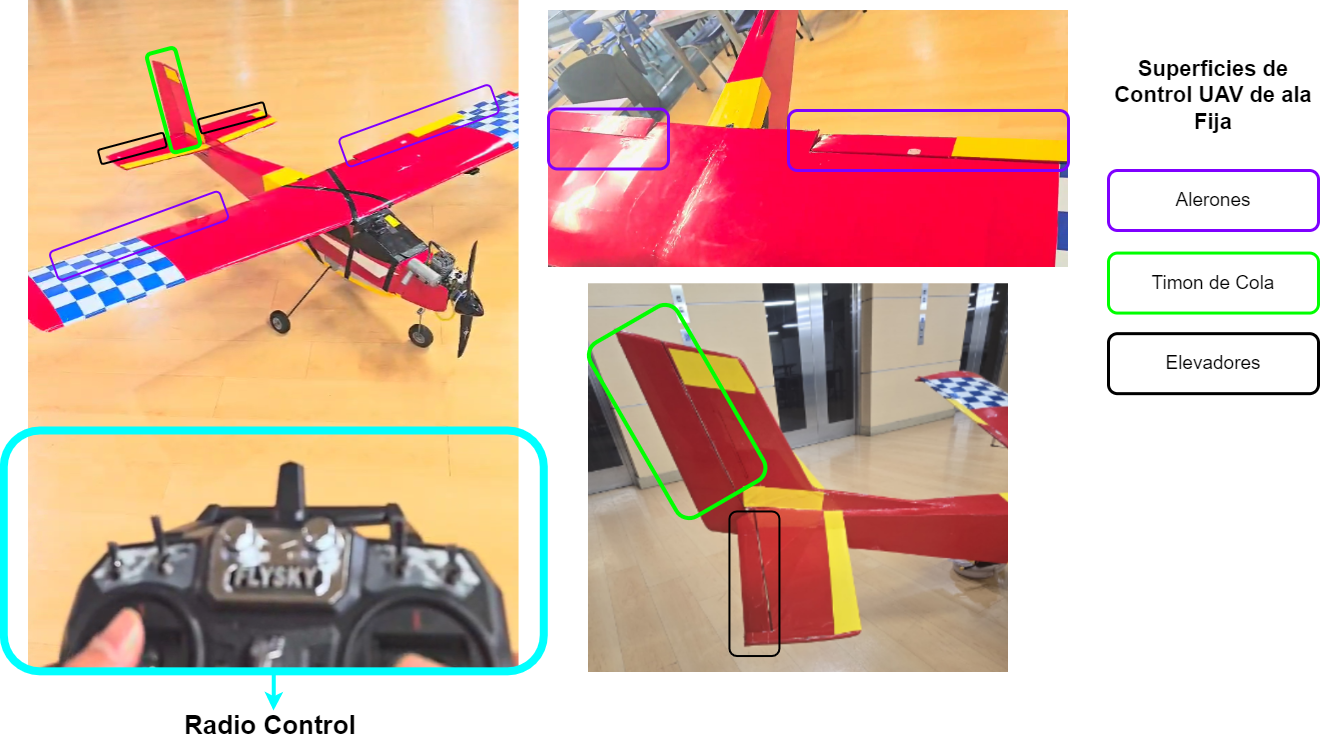 Superficies de
Control UAV de ala
Fija
Alerones
Timon de Cola
Elevadores
FLYSKY
Radio Control